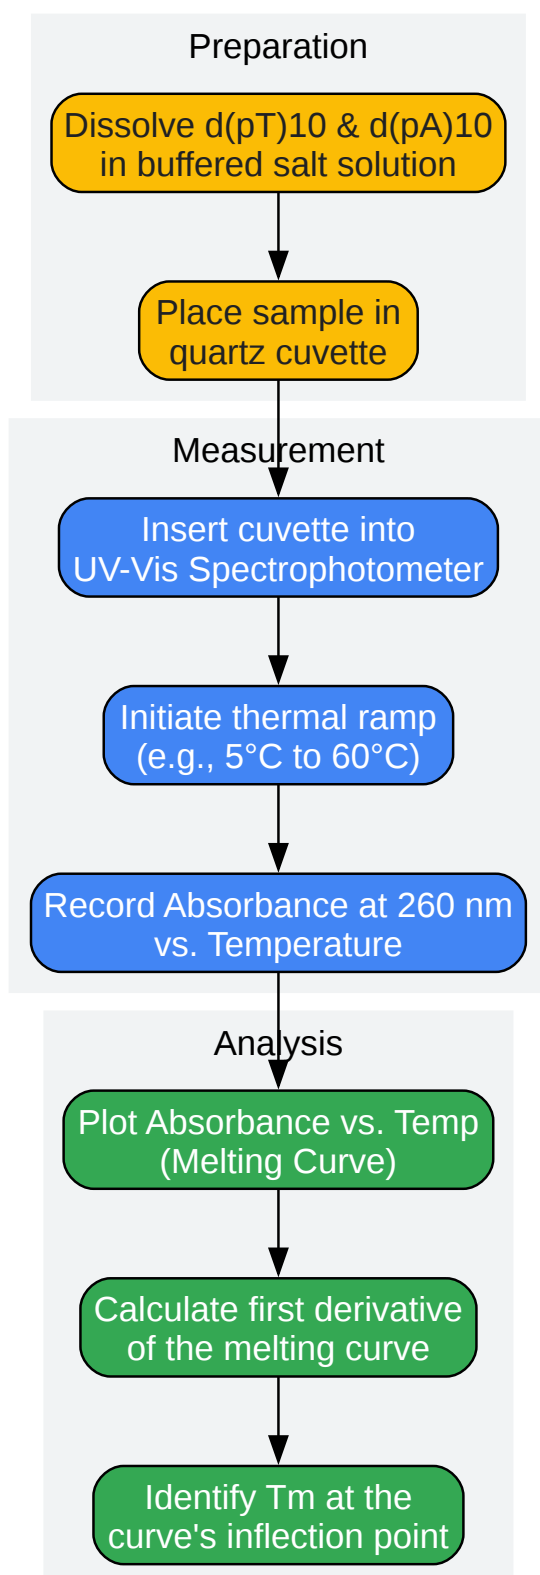 Preparation
Dissolve d(pT)10 & d(pA)10
in buffered salt solution
Place sample in
quartz cuvette
Measurement
Insert cuvette into
UV-Vis Spectrophotometer
Initiate thermal ramp
(e.g., 5°C to 60°C)
Record Absorbance at 260 nm
vs. Temperature
Analysis
Plot Absorbance vs. Temp
(Melting Curve)
Calculate first derivative
of the melting curve
Identify Tm at the
curve's inflection point